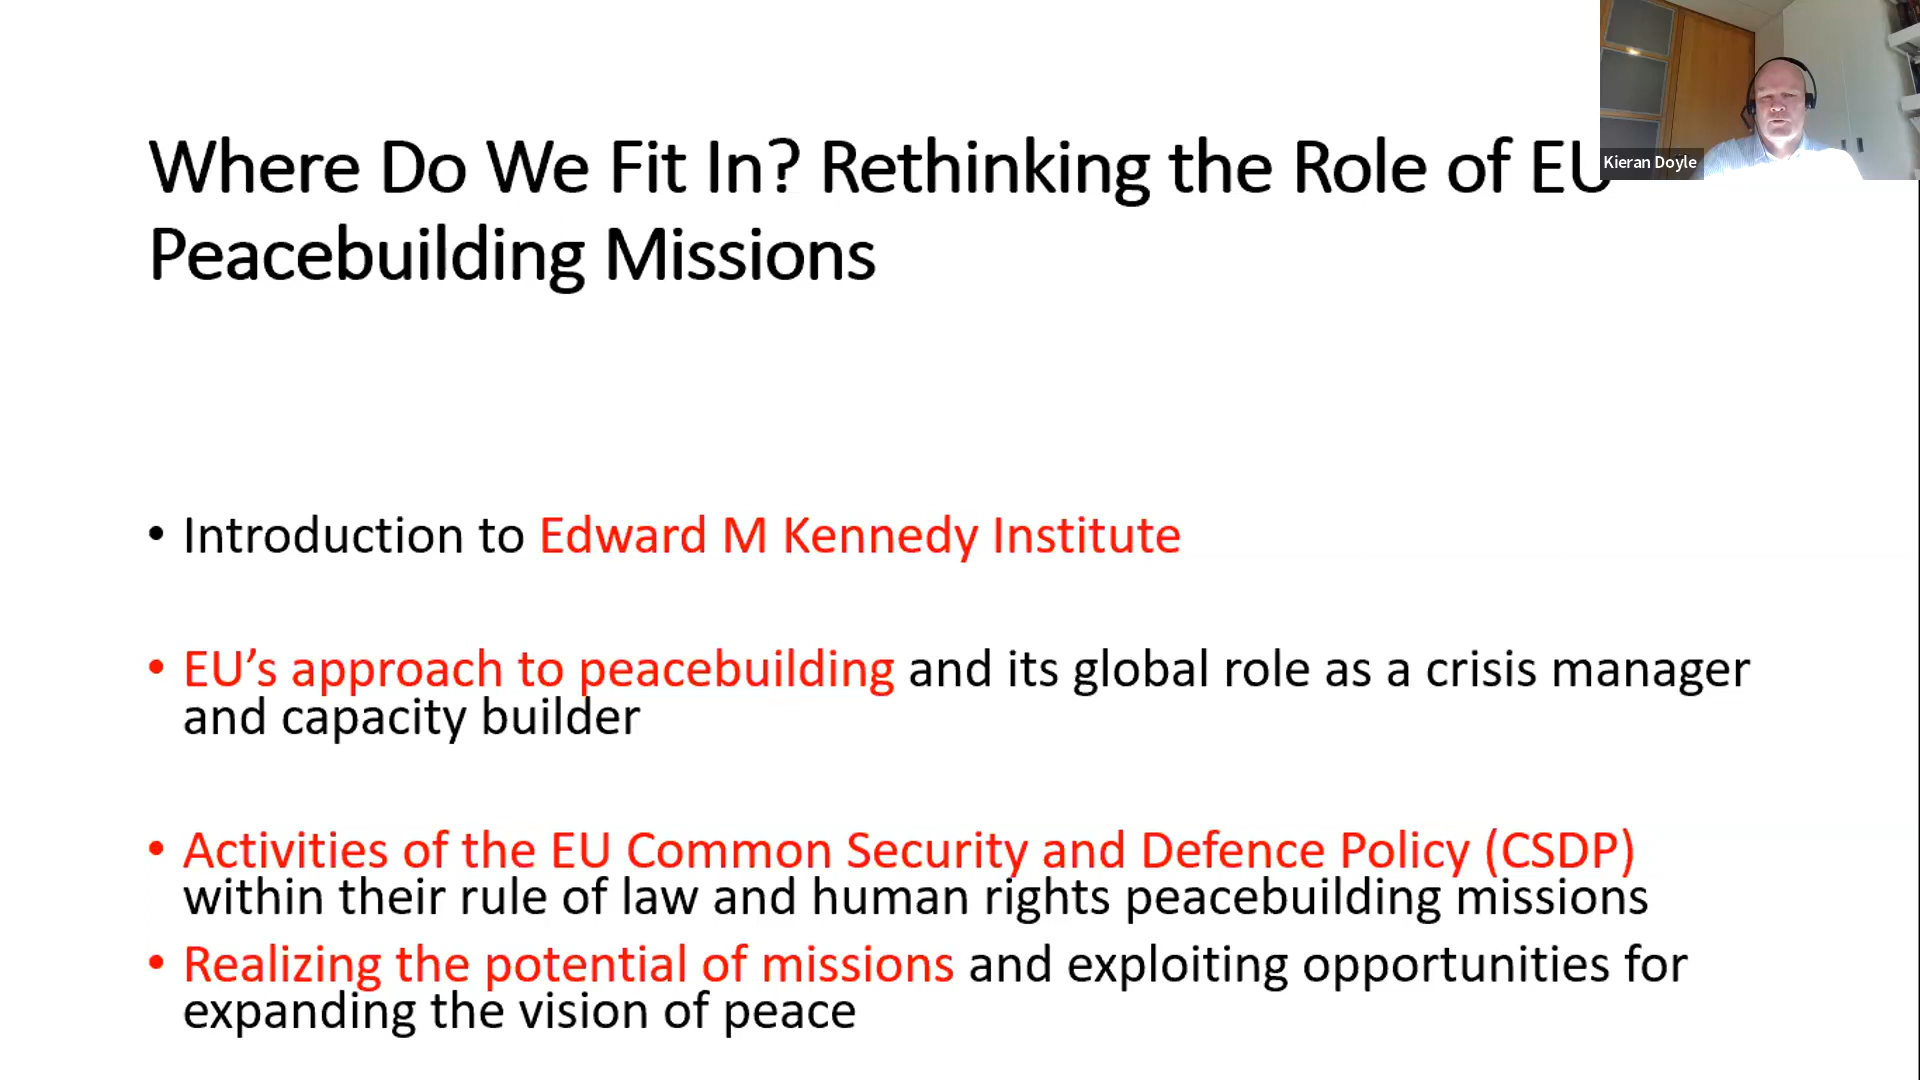 Where Do We Fit In? Rethinking the Role of EU
Peacebuilding Missions
Kieran Doyle
• Introduction to Edward M Kennedy Institute
• EU’s approach to peacebuilding and its global role as a crisis manager
and capacity builder
• Activities of the EU Common Security and Defence Policy (CSDP)
within their rule of law and human rights peacebuilding missions
• Realizing the potential of missions and exploiting opportunities for
expanding the vision of peace